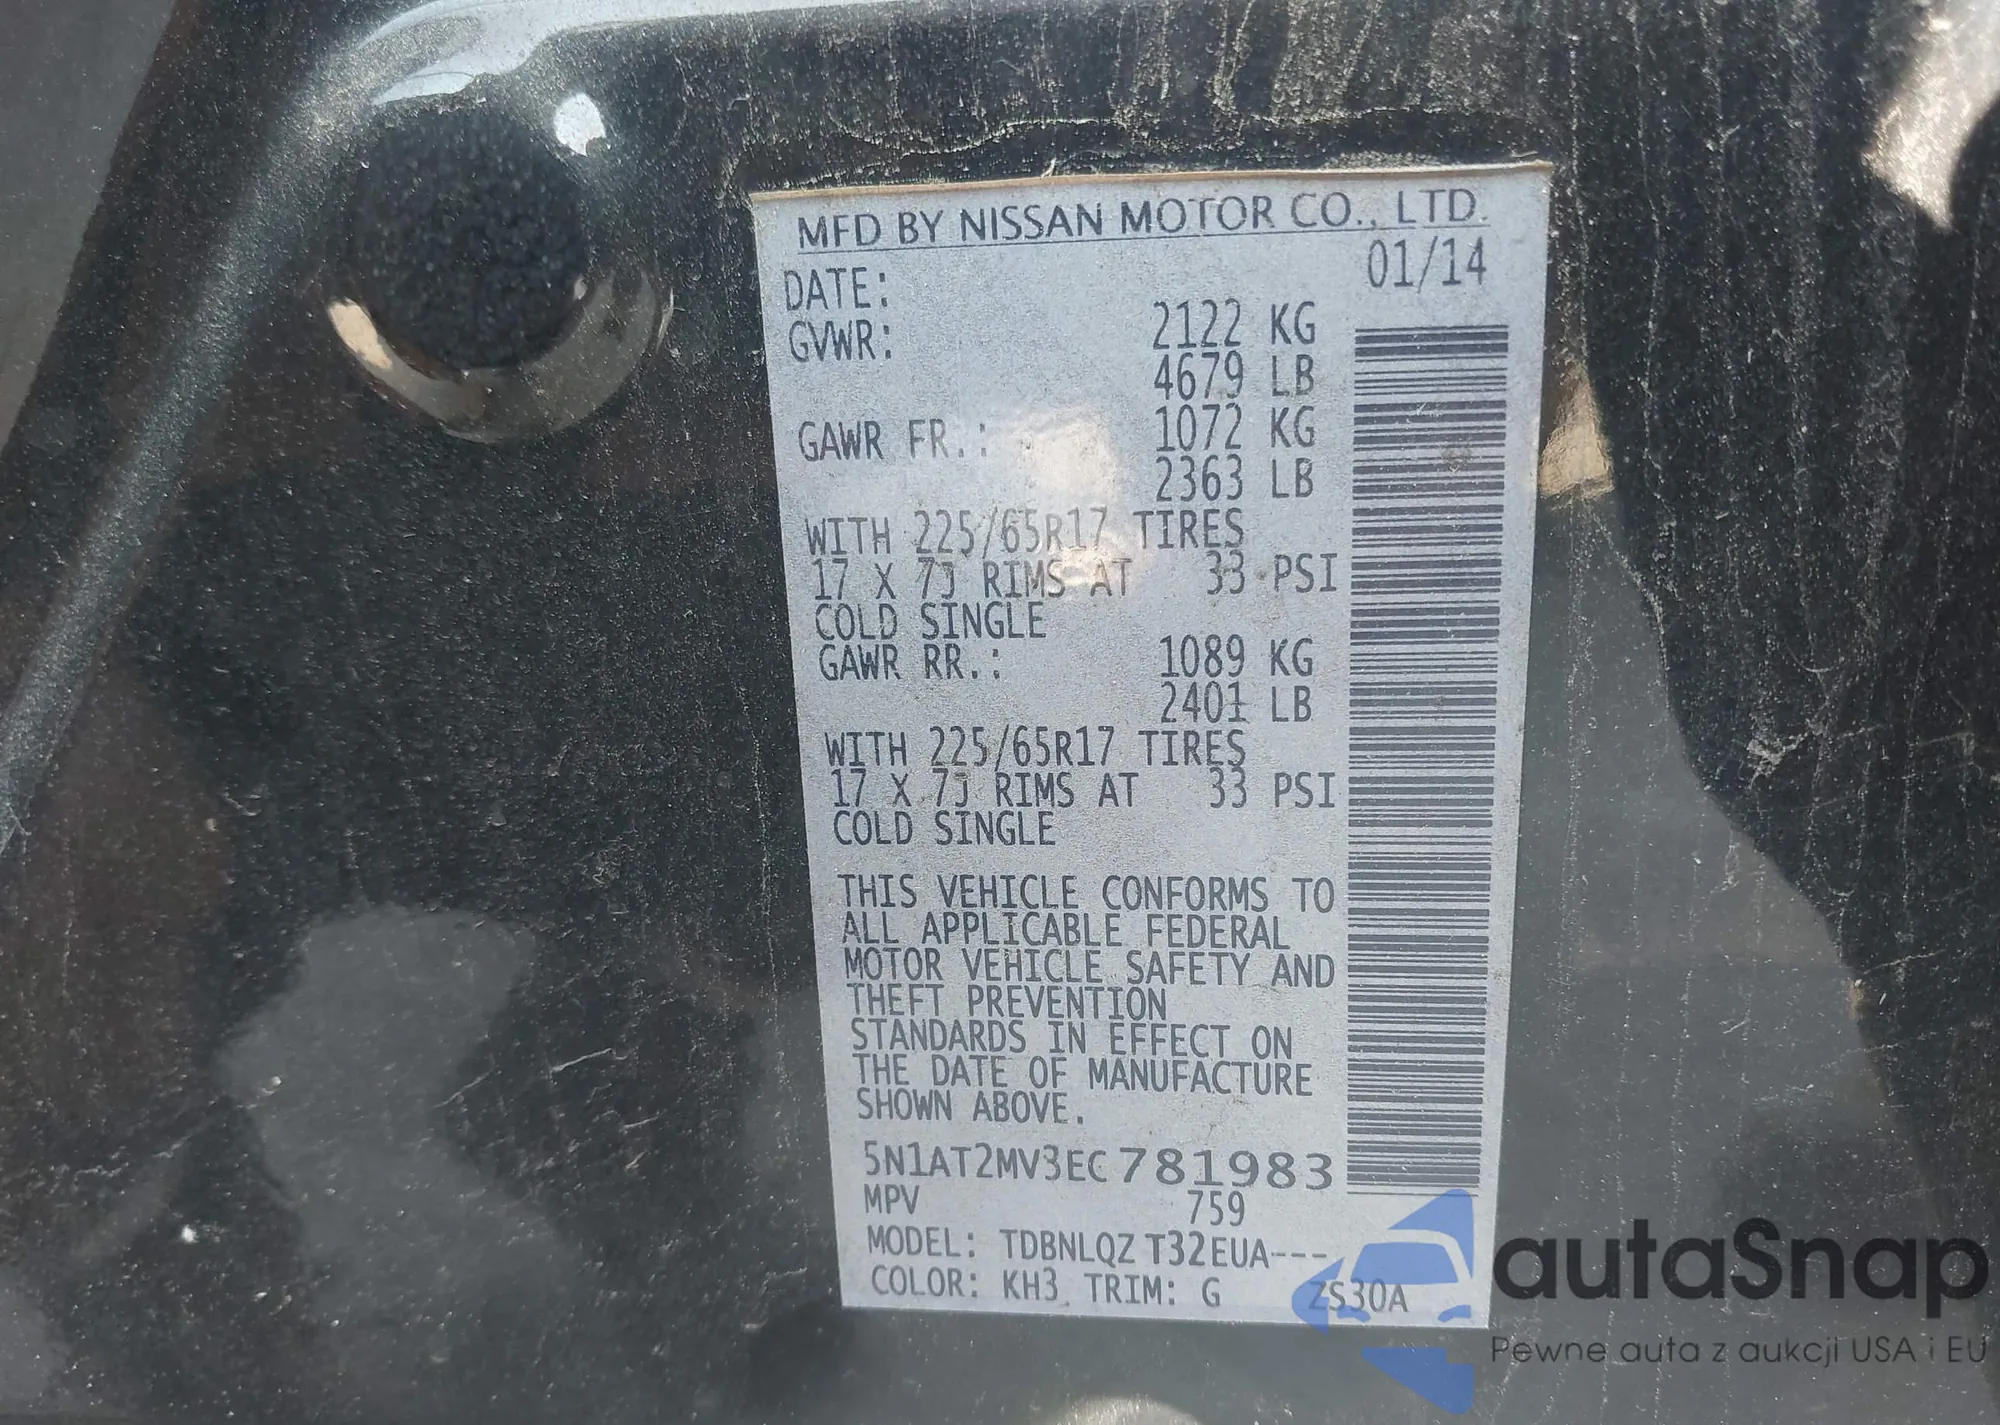 MFD BY NISSAN MOTOR CO., LTD.
DATE: 01/14
GVWR: 2122 KG
4679 LB
GAWR FR.: 1072 KG
2363 LB
WITH 225/65R17 TIRES
17 X 7J RIMS AT 33 PSI
COLD SINGLE
GAWR RR.: 1089 KG
2401 LB
WITH 225/65R17 TIRES
17 X 7J RIMS AT 33 PSI
COLD SINGLE
THIS VEHICLE CONFORMS TO
ALL APPLICABLE FEDERAL
MOTOR VEHICLE SAFETY AND
THEFT PREVENTION
STANDARDS IN EFFECT ON
THE DATE OF MANUFACTURE
SHOWN ABOVE.
5N1AT2MV3EC781983
MPV 759
MODEL: TDBNLQZ T32EUA---
COLOR: KH3 TRIM: G ZS30A
autaSnap
Pewne auta z aukcji USA i EU